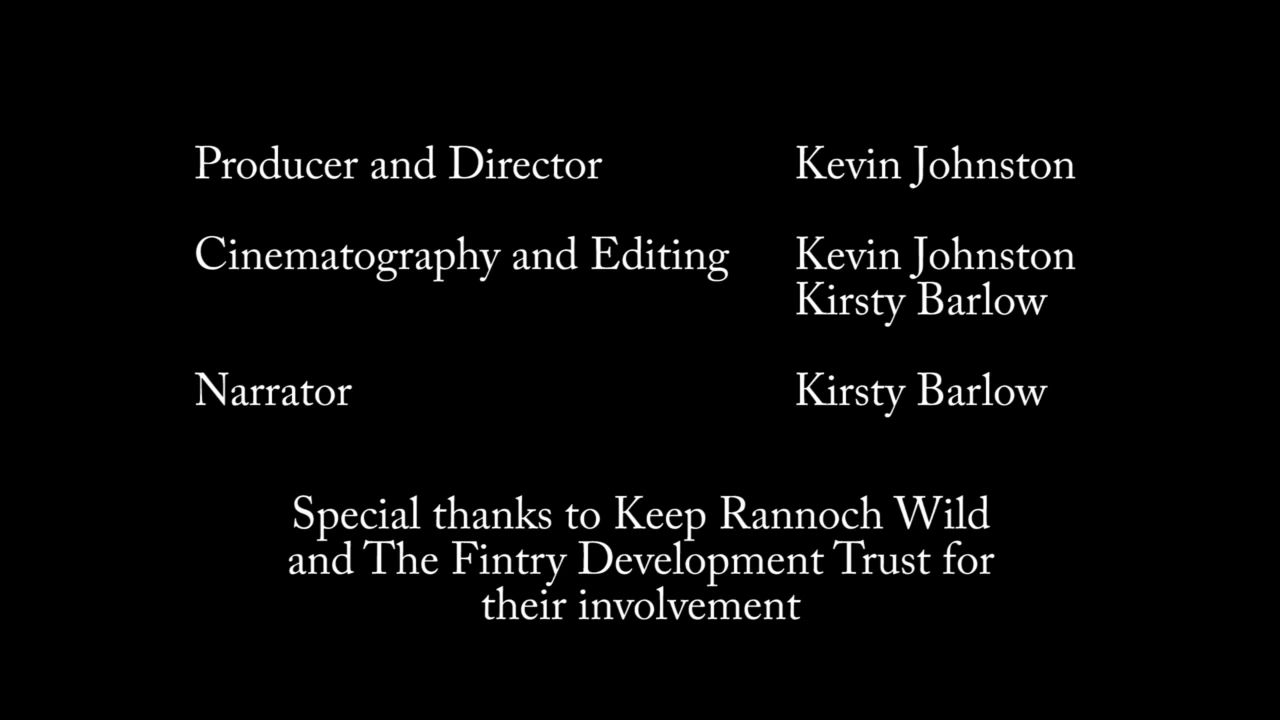 Producer and Director Kevin Johnston
Cinematography and Editing Kevin Johnston
Kirsty Barlow
Narrator Kirsty Barlow
Special thanks to Keep Rannoch Wild
and The Fintry Development Trust for
their involvement